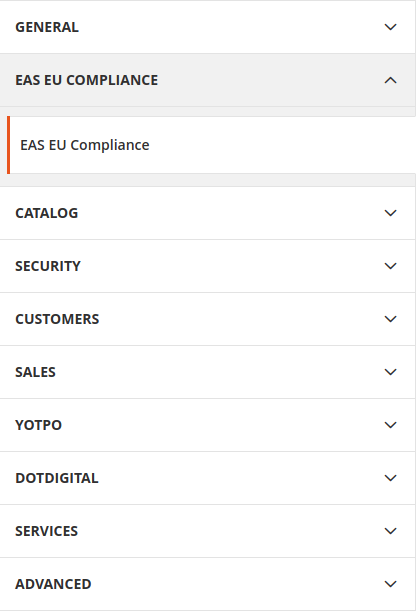 GENERAL
EAS EU COMPLIANCE
EAS EU Compliance
CATALOG
SECURITY
CUSTOMERS
SALES
YOTPO
DOTDIGITAL
SERVICES
ADVANCED